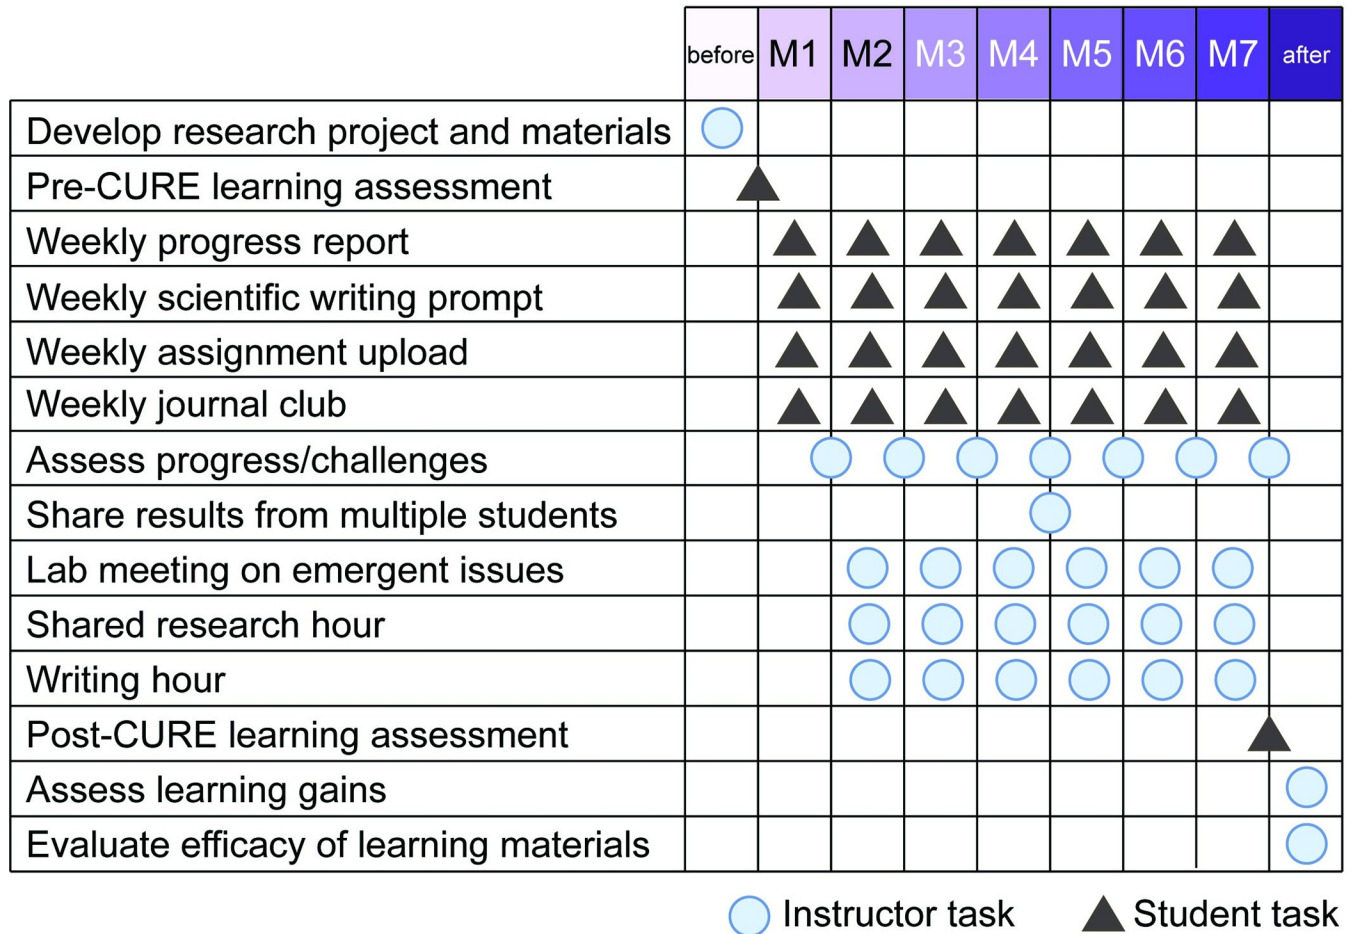 before M1 M2 M3 M4 M5 M6 M7 after
Develop research project and materials
Pre-CURE learning assessment
Weekly progress report
Weekly scientific writing prompt
Weekly assignment upload
Weekly journal club
Assess progress/challenges
Share results from multiple students
Lab meeting on emergent issues
Shared research hour
Writing hour
Post-CURE learning assessment
Assess learning gains
Evaluate efficacy of learning materials
Instructor task Student task